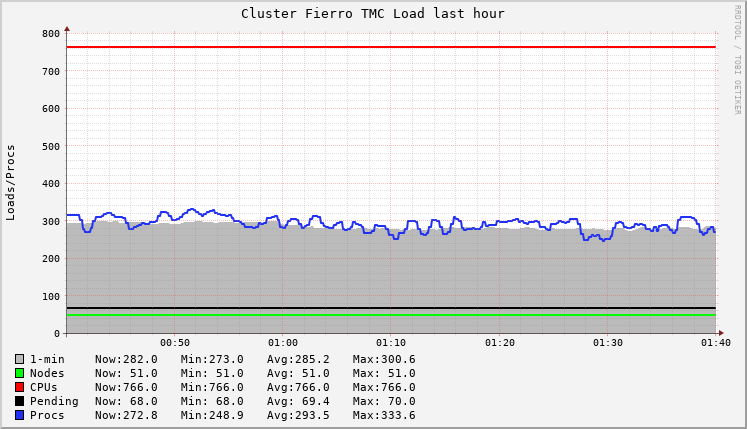 Cluster Fierro TMC Load last hour
RRDTOOL / TOBI OETIKER
Loads/Procs
800
700
600
500
400
300
200
100
0
00:50 01:00 01:10 01:20 01:30 01:40
1-min Now:282.0 Min:273.0 Avg:285.2 Max:300.6
Nodes Now: 51.0 Min: 51.0 Avg: 51.0 Max: 51.0
CPUs Now:766.0 Min:766.0 Avg:766.0 Max:766.0
Pending Now: 68.0 Min: 68.0 Avg: 69.4 Max: 70.0
Procs Now:272.8 Min:248.9 Avg:293.5 Max:333.6